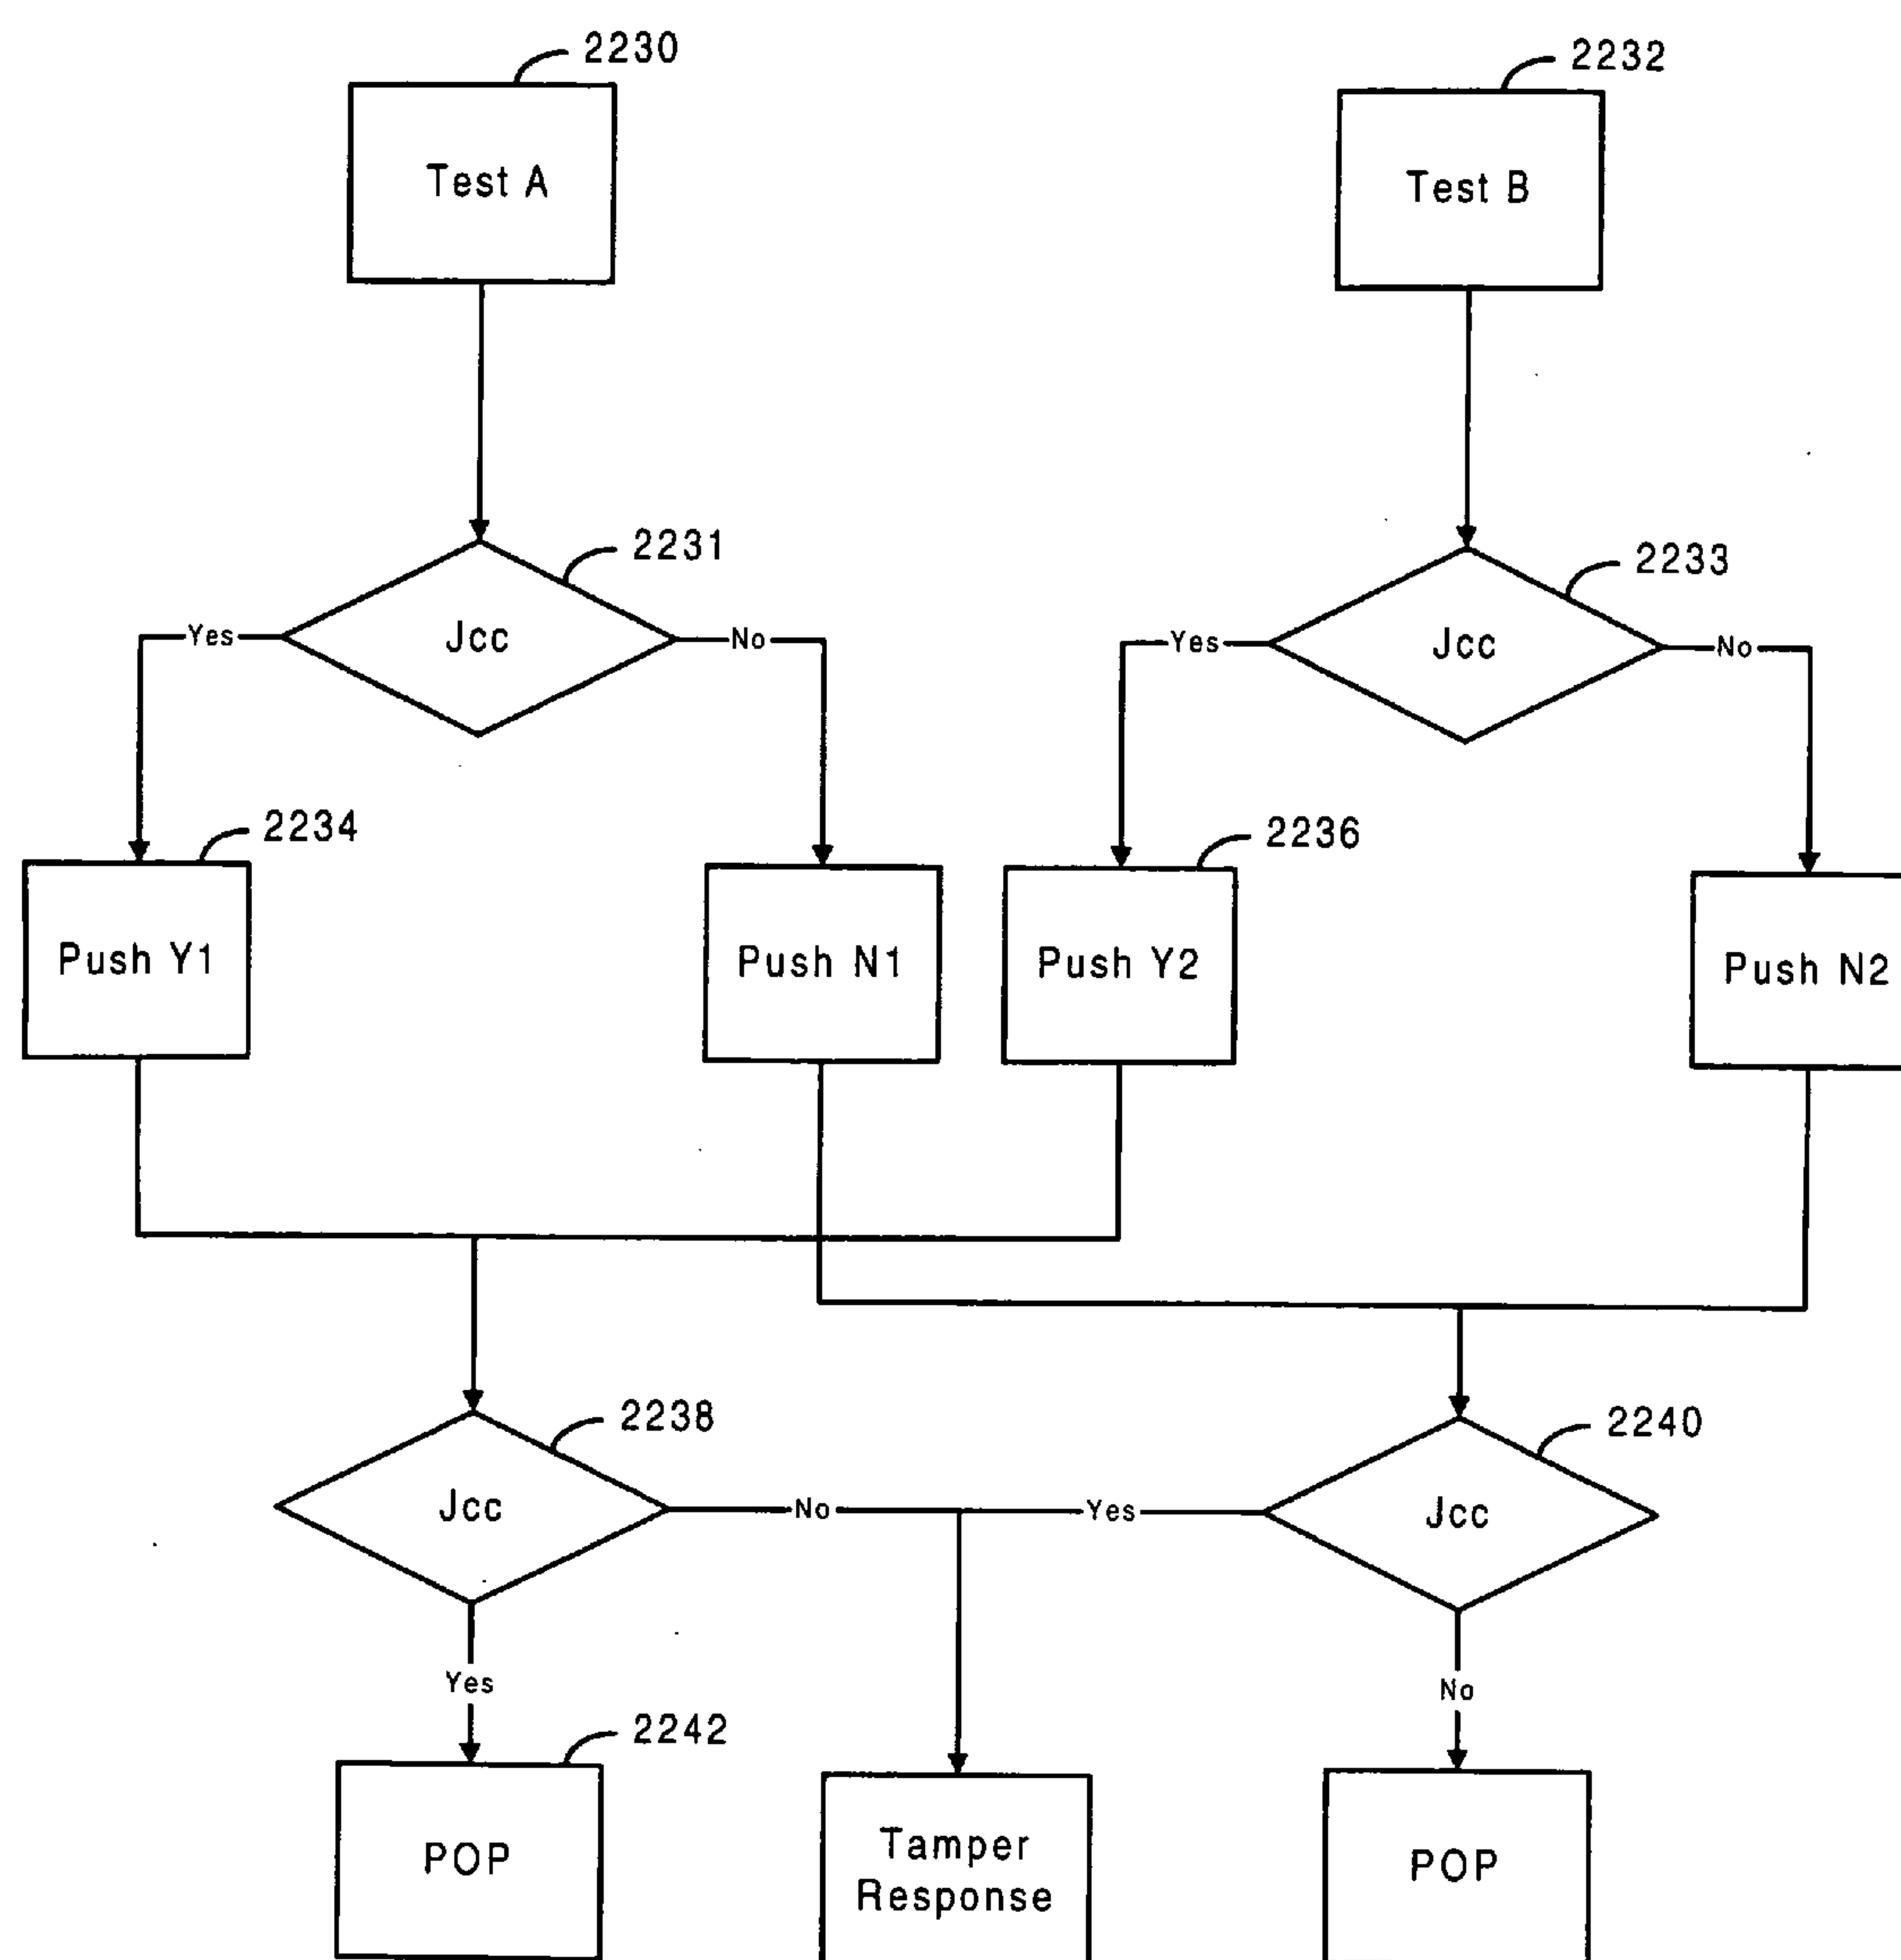 2230
2232
Test A
Test B
2231
2233
Yes
Jcc
No
Yes
Jcc
No
2234
2236
Push Y1
Push N1
Push Y2
Push N2
2238
2240
Jcc
No
Yes
Jcc
Yes
No
2242
POP
Tamper
Response
POP